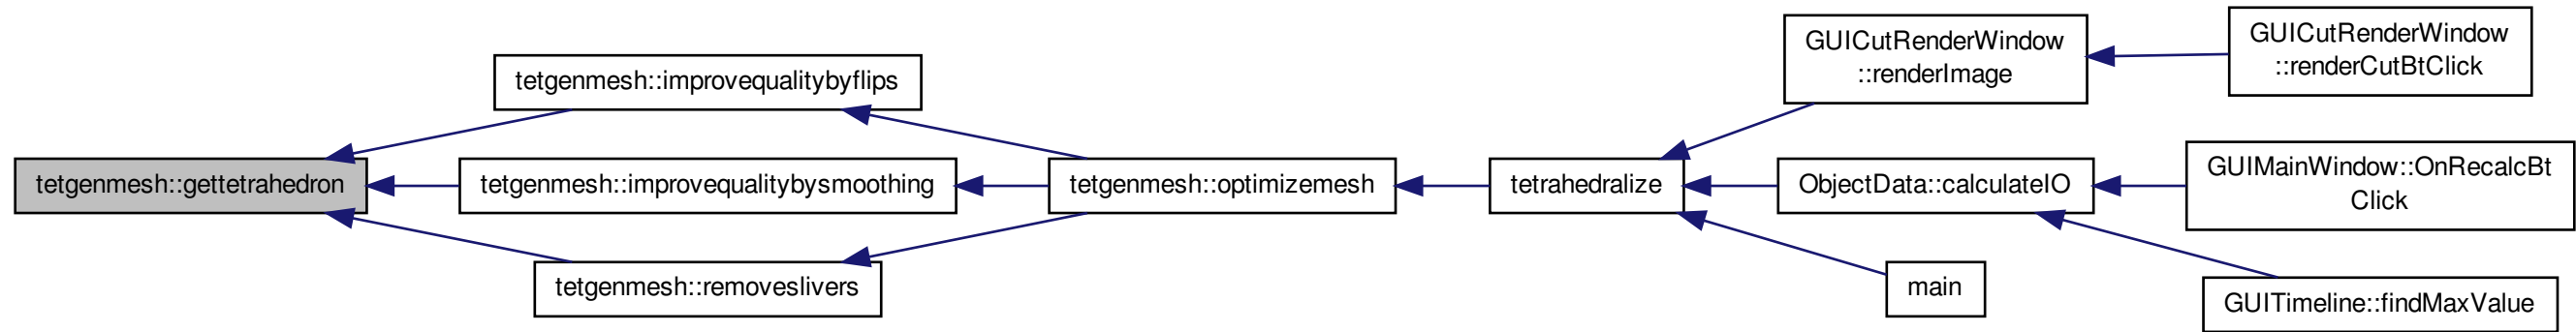 tetgenmesh::gettetrahedron
tetgenmesh::improvequalitybyflips
tetgenmesh::improvequalitybysmoothing
tetgenmesh::removeslivers
tetgenmesh::optimizemesh
tetrahedralize
GUICutRenderWindow
::renderImage
ObjectData::calculateIO
main
GUICutRenderWindow
::renderCutBtClick
GUIMainWindow::OnRecalcBt
Click
GUITimeline::findMaxValue